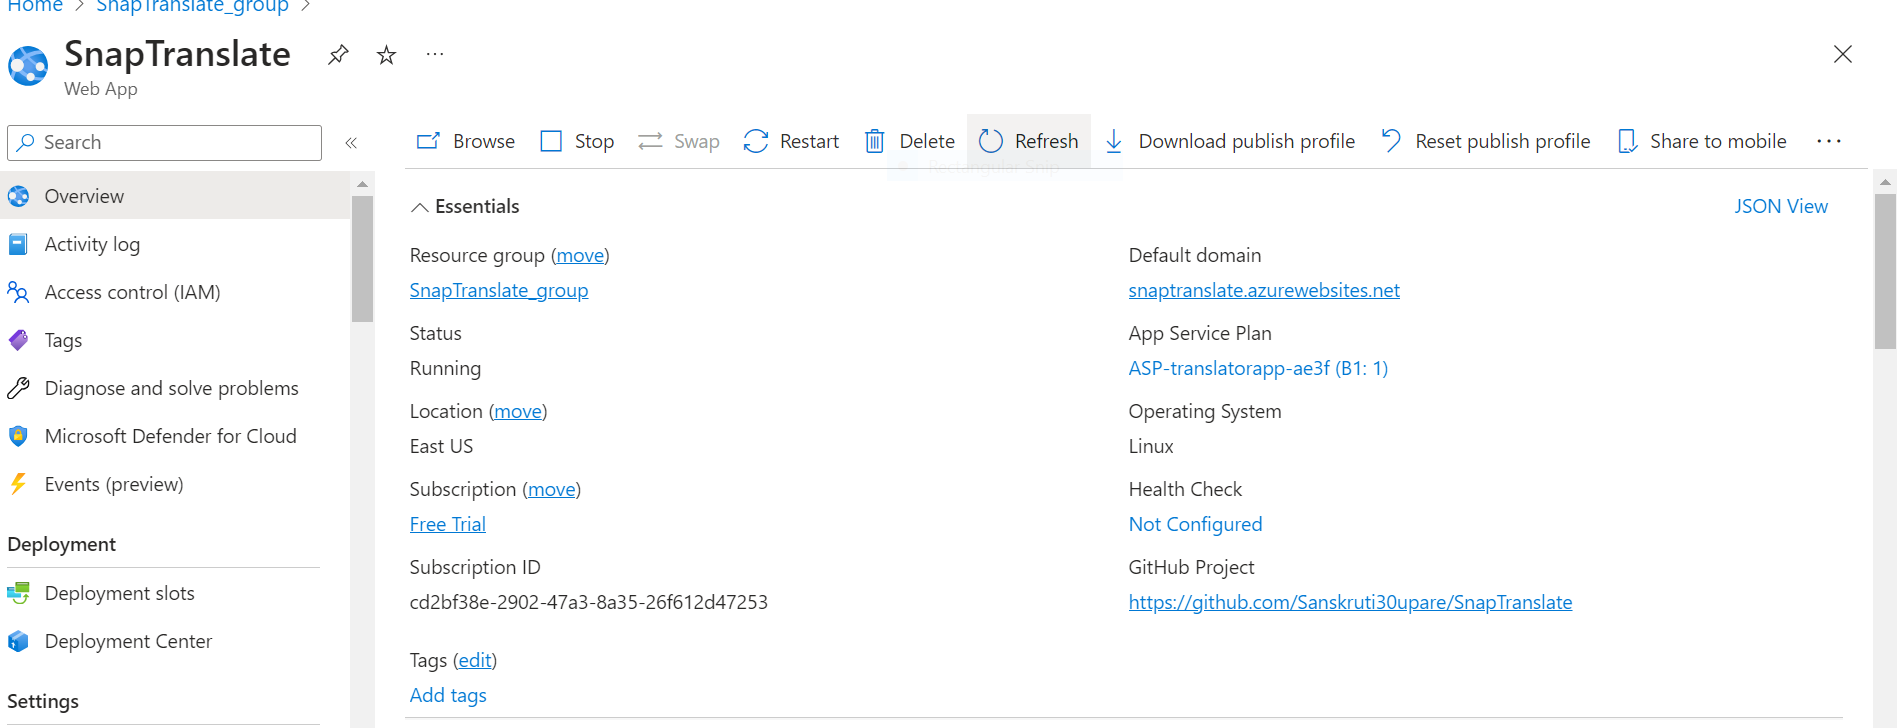 Home > SnapTranslate_group >
SnapTranslate
Web App
Search
Browse Stop Swap Restart Delete Refresh Download publish profile Reset publish profile Share to mobile
Rectangular Snip
Overview
Activity log
Access control (IAM)
Tags
Diagnose and solve problems
Microsoft Defender for Cloud
Events (preview)
Deployment
Deployment slots
Deployment Center
Settings
Essentials
JSON View
Resource group (move)
SnapTranslate_group
Status
Running
Location (move)
East US
Subscription (move)
Free Trial
Subscription ID
cd2bf38e-2902-47a3-8a35-26f612d47253
Default domain
snaptranslate.azurewebsites.net
App Service Plan
ASP-translatorapp-ae3f (B1: 1)
Operating System
Linux
Health Check
Not Configured
GitHub Project
https://github.com/Sanskruti30upare/SnapTranslate
Tags (edit)
Add tags